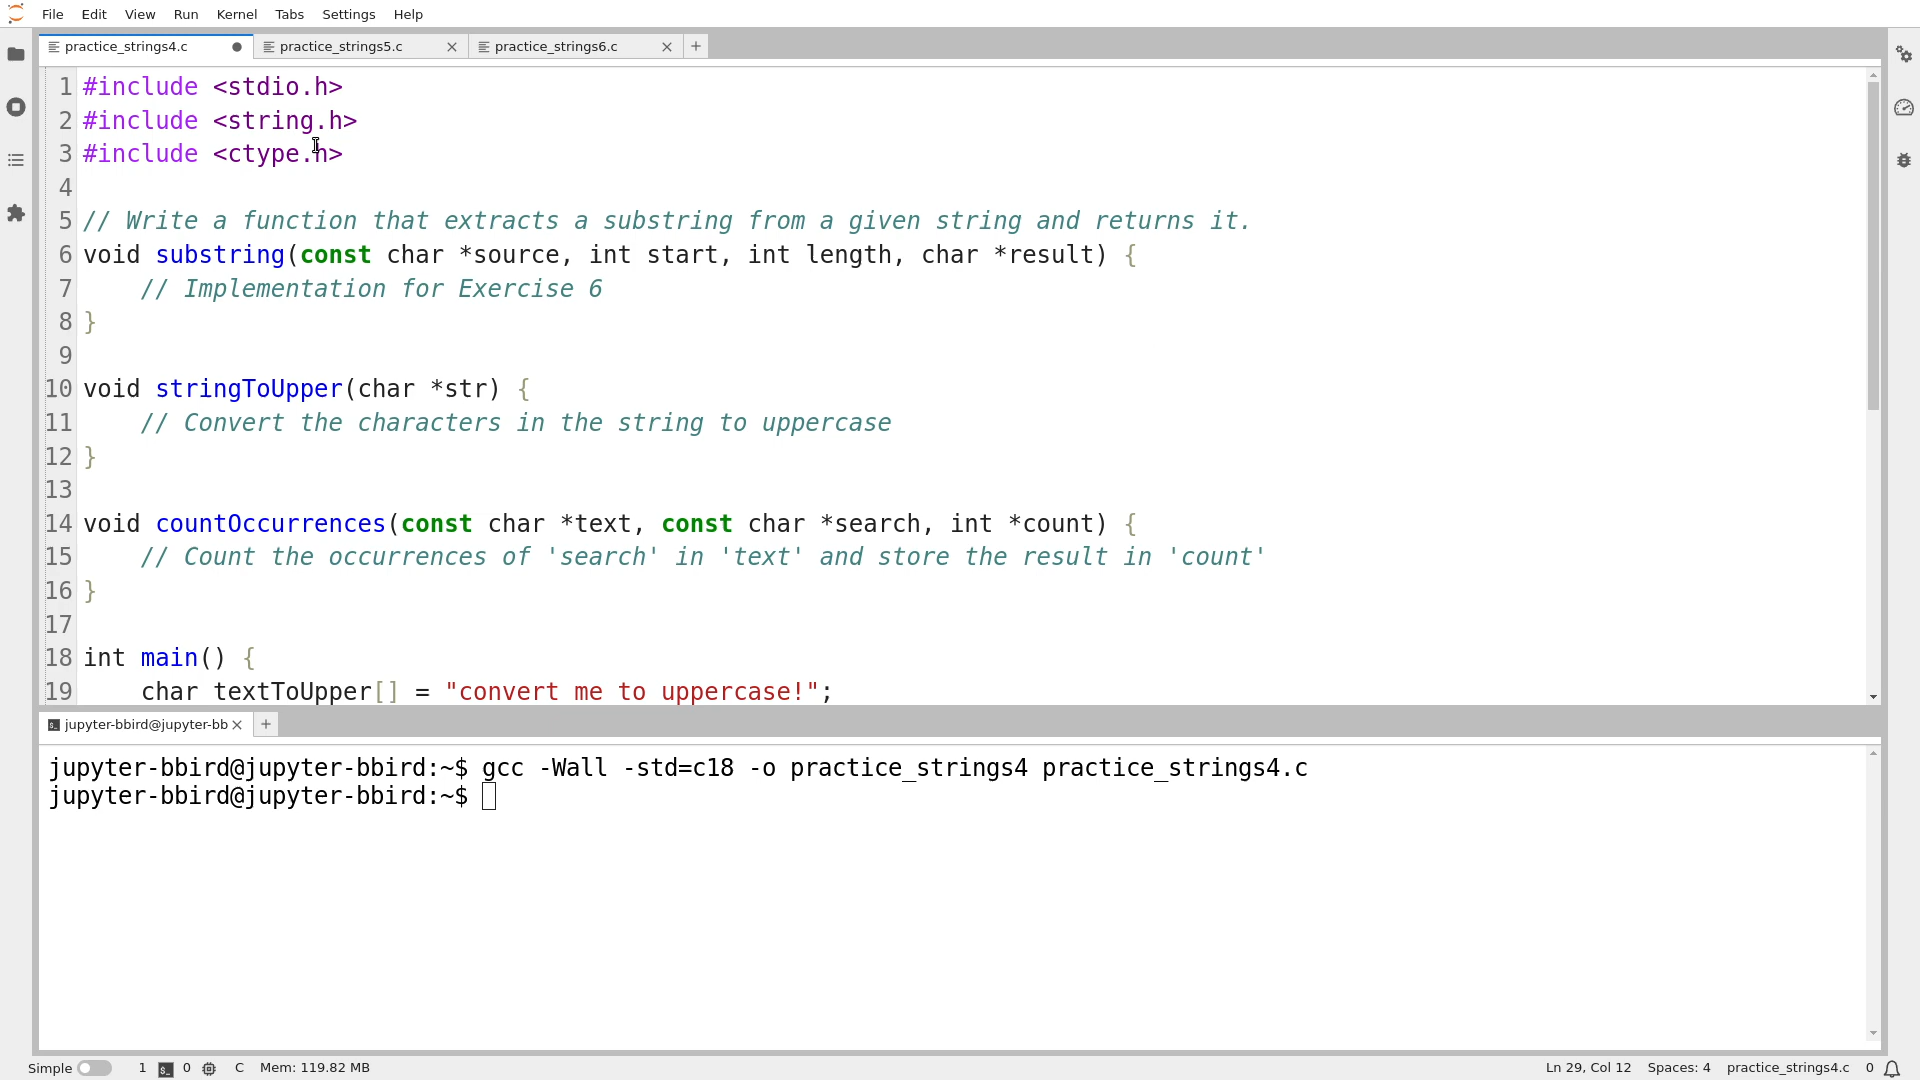 File Edit View Run Kernel Tabs Settings Help
practice_strings4.c practice_strings5.c practice_strings6.c
1 #include <stdio.h>
2 #include <string.h>
3 #include <ctype.h>
4
5 // Write a function that extracts a substring from a given string and returns it.
6 void substring(const char *source, int start, int length, char *result) {
7     // Implementation for Exercise 6
8 }
9
10 void stringToUpper(char *str) {
11     // Convert the characters in the string to uppercase
12 }
13
14 void countOccurrences(const char *text, const char *search, int *count) {
15     // Count the occurrences of 'search' in 'text' and store the result in 'count'
16 }
17
18 int main() {
19     char textToUpper[] = "convert me to uppercase!";
jupyter-bbird@jupyter-bb
jupyter-bbird@jupyter-bbird:~$ gcc -Wall -std=c18 -o practice_strings4 practice_strings4.c
jupyter-bbird@jupyter-bbird:~$
Simple 1 0 C Mem: 119.82 MB Ln 29, Col 12 Spaces: 4 practice_strings4.c 0